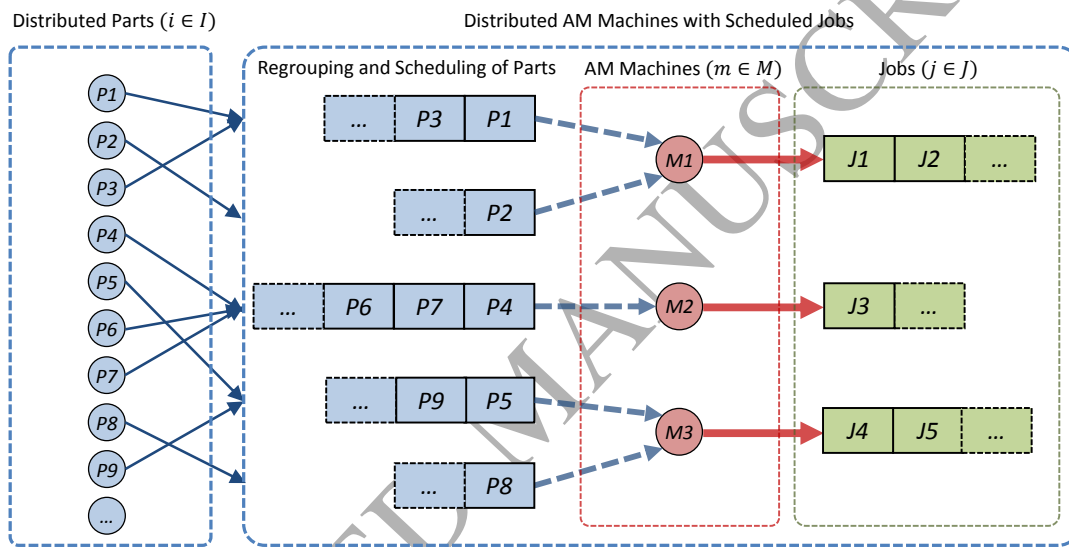 Distributed Parts (i ∈ I)
Distributed AM Machines with Scheduled Jobs
Regrouping and Scheduling of Parts
AM Machines (m ∈ M)
Jobs (j ∈ J)
P1
P2
P3
P4
P5
P6
P7
P8
P9
...
... P3 P1
... P2
... P6 P7 P4
... P9 P5
... P8
M1
M2
M3
J1 J2 ...
J3 ...
J4 J5 ...
ED MANUSCR